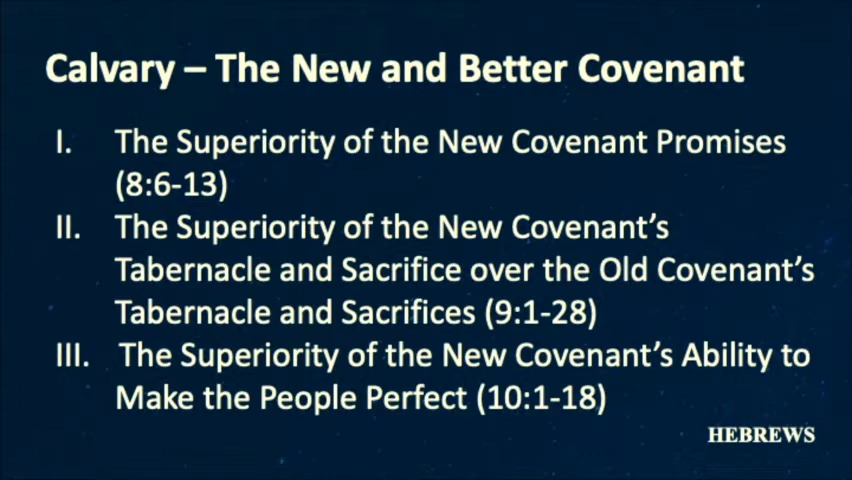 Calvary – The New and Better Covenant
I. The Superiority of the New Covenant Promises
(8:6-13)
II. The Superiority of the New Covenant’s
Tabernacle and Sacrifice over the Old Covenant’s
Tabernacle and Sacrifices (9:1-28)
III. The Superiority of the New Covenant’s Ability to
Make the People Perfect (10:1-18)
HEBREWS